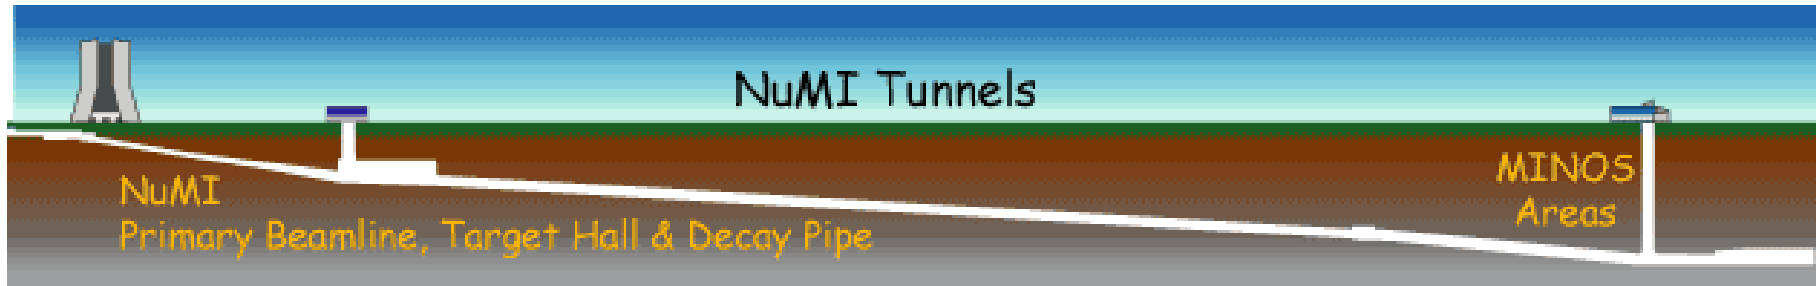 NuMI Tunnels
NuMI
Primary Beamline, Target Hall & Decay Pipe
MINOS
Areas